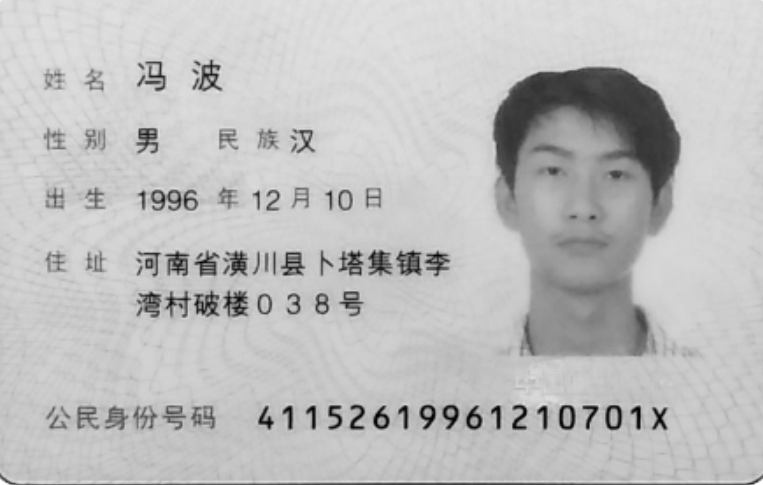 姓名 冯波
性别 男 民族 汉
出生 1996 年 12 月 10 日
住址 河南省潢川县卜塔集镇李
湾村破楼038号
公民身份号码 41152619961210701X